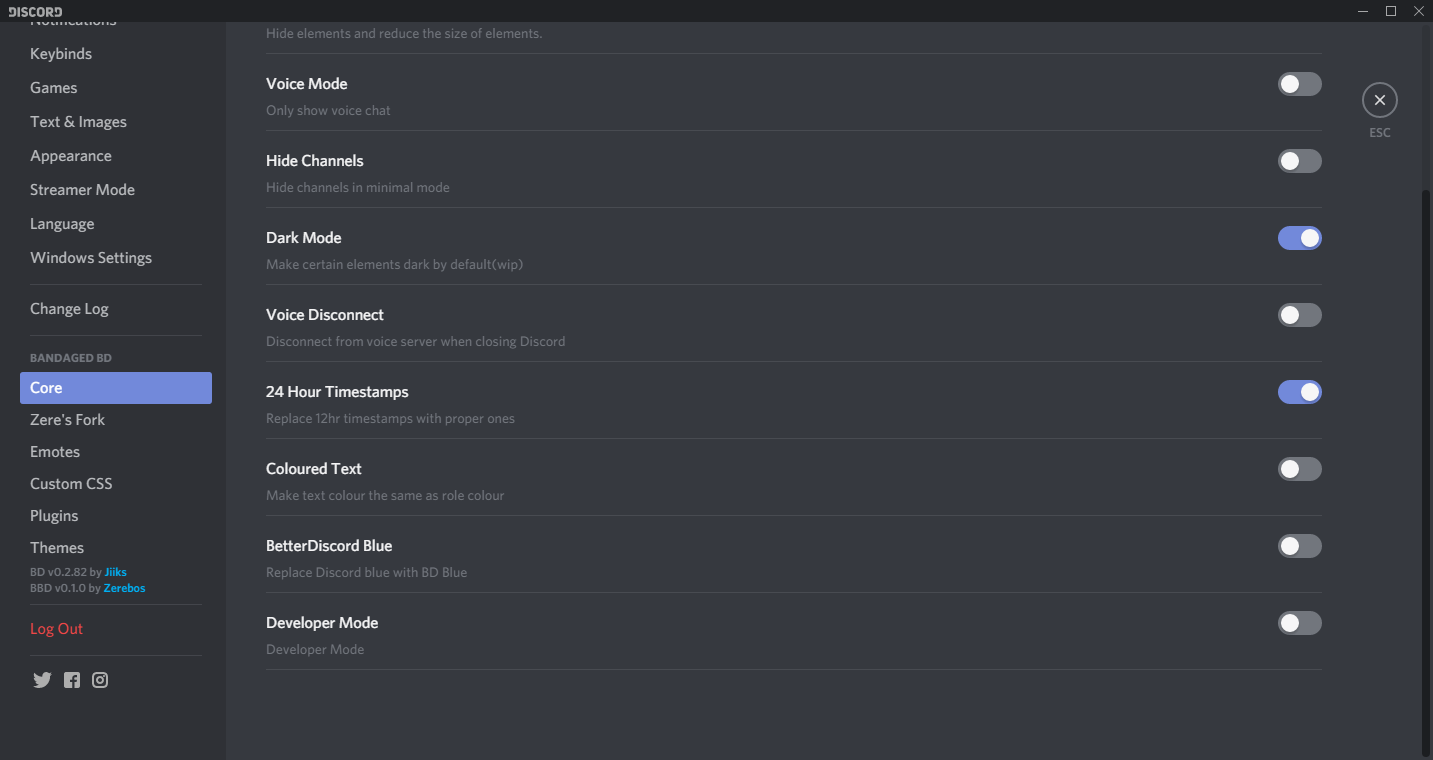 DISCORD
Notifications
Keybinds
Games
Text & Images
Appearance
Streamer Mode
Language
Windows Settings
Change Log
BANDAGED BD
Core
Zere's Fork
Emotes
Custom CSS
Plugins
Themes
BD v0.2.82 by Jiiks
BBD v0.1.0 by Zerebos
Log Out
Hide elements and reduce the size of elements.
Voice Mode
Only show voice chat
Hide Channels
Hide channels in minimal mode
Dark Mode
Make certain elements dark by default(wip)
Voice Disconnect
Disconnect from voice server when closing Discord
24 Hour Timestamps
Replace 12hr timestamps with proper ones
Coloured Text
Make text colour the same as role colour
BetterDiscord Blue
Replace Discord blue with BD Blue
Developer Mode
Developer Mode
ESC